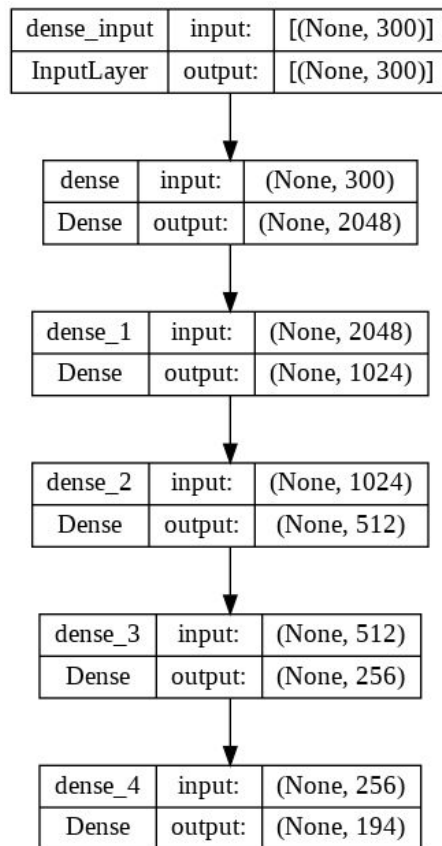 dense_input input: [(None, 300)]
InputLayer output: [(None, 300)]
dense input: (None, 300)
Dense output: (None, 2048)
dense_1 input: (None, 2048)
Dense output: (None, 1024)
dense_2 input: (None, 1024)
Dense output: (None, 512)
dense_3 input: (None, 512)
Dense output: (None, 256)
dense_4 input: (None, 256)
Dense output: (None, 194)